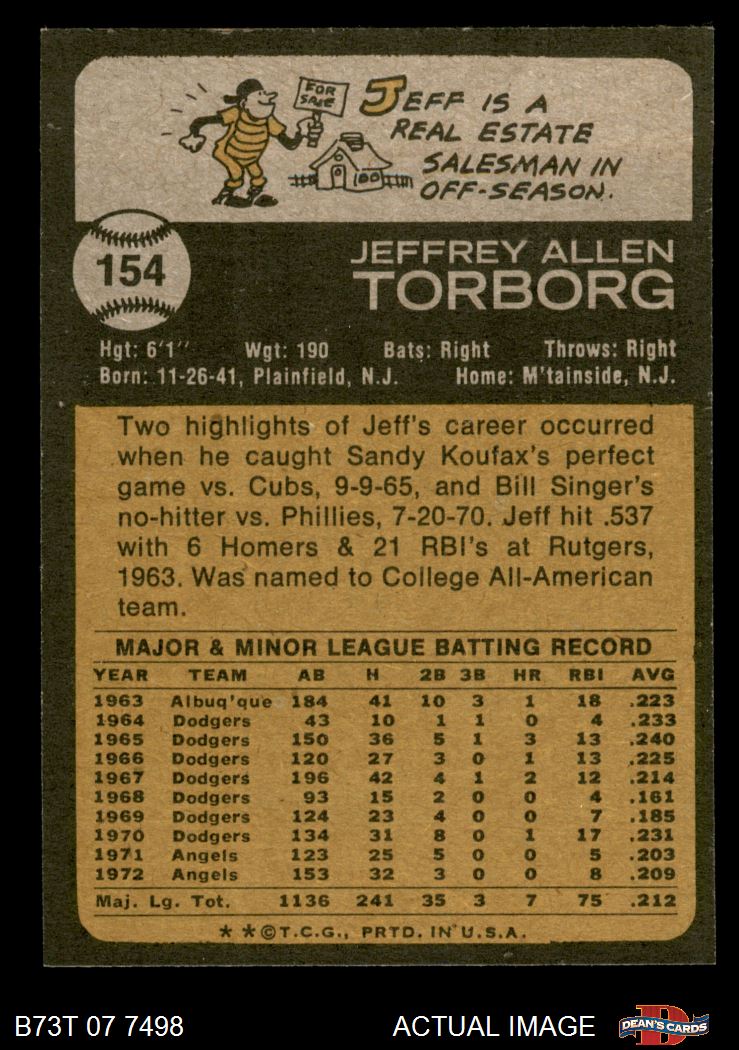 FOR
SALE
JEFF IS A
REAL ESTATE
SALESMAN IN
OFF-SEASON.
154
JEFFREY ALLEN
TORBORG
Hgt: 6'1'' Wgt: 190 Bats: Right Throws: Right
Born: 11-26-41, Plainfield, N.J. Home: M'tainside, N.J.
Two highlights of Jeff's career occurred
when he caught Sandy Koufax's perfect
game vs. Cubs, 9-9-65, and Bill Singer's
no-hitter vs. Phillies, 7-20-70. Jeff hit .537
with 6 Homers & 21 RBI's at Rutgers,
1963. Was named to College All-American
team.
MAJOR & MINOR LEAGUE BATTING RECORD
YEAR TEAM AB H 2B 3B HR RBI AVG
1963 Albuq'que 184 41 10 3 1 18 .223
1964 Dodgers 43 10 1 1 0 4 .233
1965 Dodgers 150 36 5 1 3 13 .240
1966 Dodgers 120 27 3 0 1 13 .225
1967 Dodgers 196 42 4 1 2 12 .214
1968 Dodgers 93 15 2 0 0 4 .161
1969 Dodgers 124 23 4 0 0 7 .185
1970 Dodgers 134 31 8 0 1 17 .231
1971 Angels 123 25 5 0 0 5 .203
1972 Angels 153 32 3 0 0 8 .209
Maj. Lg. Tot. 1136 241 35 3 7 75 .212
* * © T.C.G., PRTD. IN U.S.A.
B73T 07 7498 ACTUAL IMAGE
D
DEAN'S CARDS